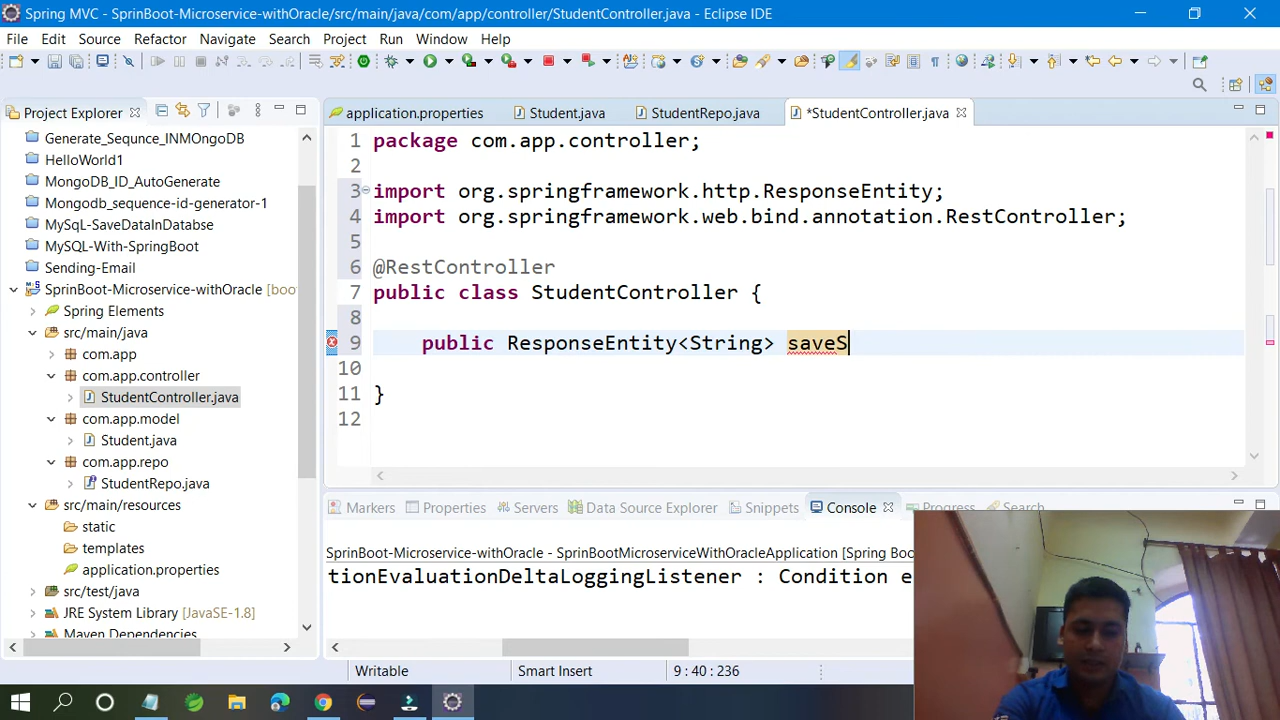 Spring MVC - SprinBoot-Microservice-withOracle/src/main/java/com/app/controller/StudentController.java - Eclipse IDE
File Edit Source Refactor Navigate Search Project Run Window Help
Project Explorer
Generate_Sequnce_INMOngoDB
HelloWorld1
MongoDB_ID_AutoGenerate
Mongodb_sequence-id-generator-1
MySqL-SaveDataInDatabse
MySQL-With-SpringBoot
Sending-Email
SprinBoot-Microservice-withOracle [boo
Spring Elements
src/main/java
com.app
com.app.controller
StudentController.java
com.app.model
Student.java
com.app.repo
StudentRepo.java
src/main/resources
static
templates
application.properties
src/test/java
JRE System Library [JavaSE-1.8]
Maven Dependencies
application.properties Student.java StudentRepo.java *StudentController.java
1 package com.app.controller;
2
3 import org.springframework.http.ResponseEntity;
4 import org.springframework.web.bind.annotation.RestController;
5
6 @RestController
7 public class StudentController {
8
9 public ResponseEntity<String> saveS
10
11 }
12
Markers Properties Servers Data Source Explorer Snippets Console Progress Search
SprinBoot-Microservice-withOracle - SprinBootMicroserviceWithOracleApplication [Spring Boo
tionEvaluationDeltaLoggingListener : Condition e
Writable Smart Insert 9 : 40 : 236